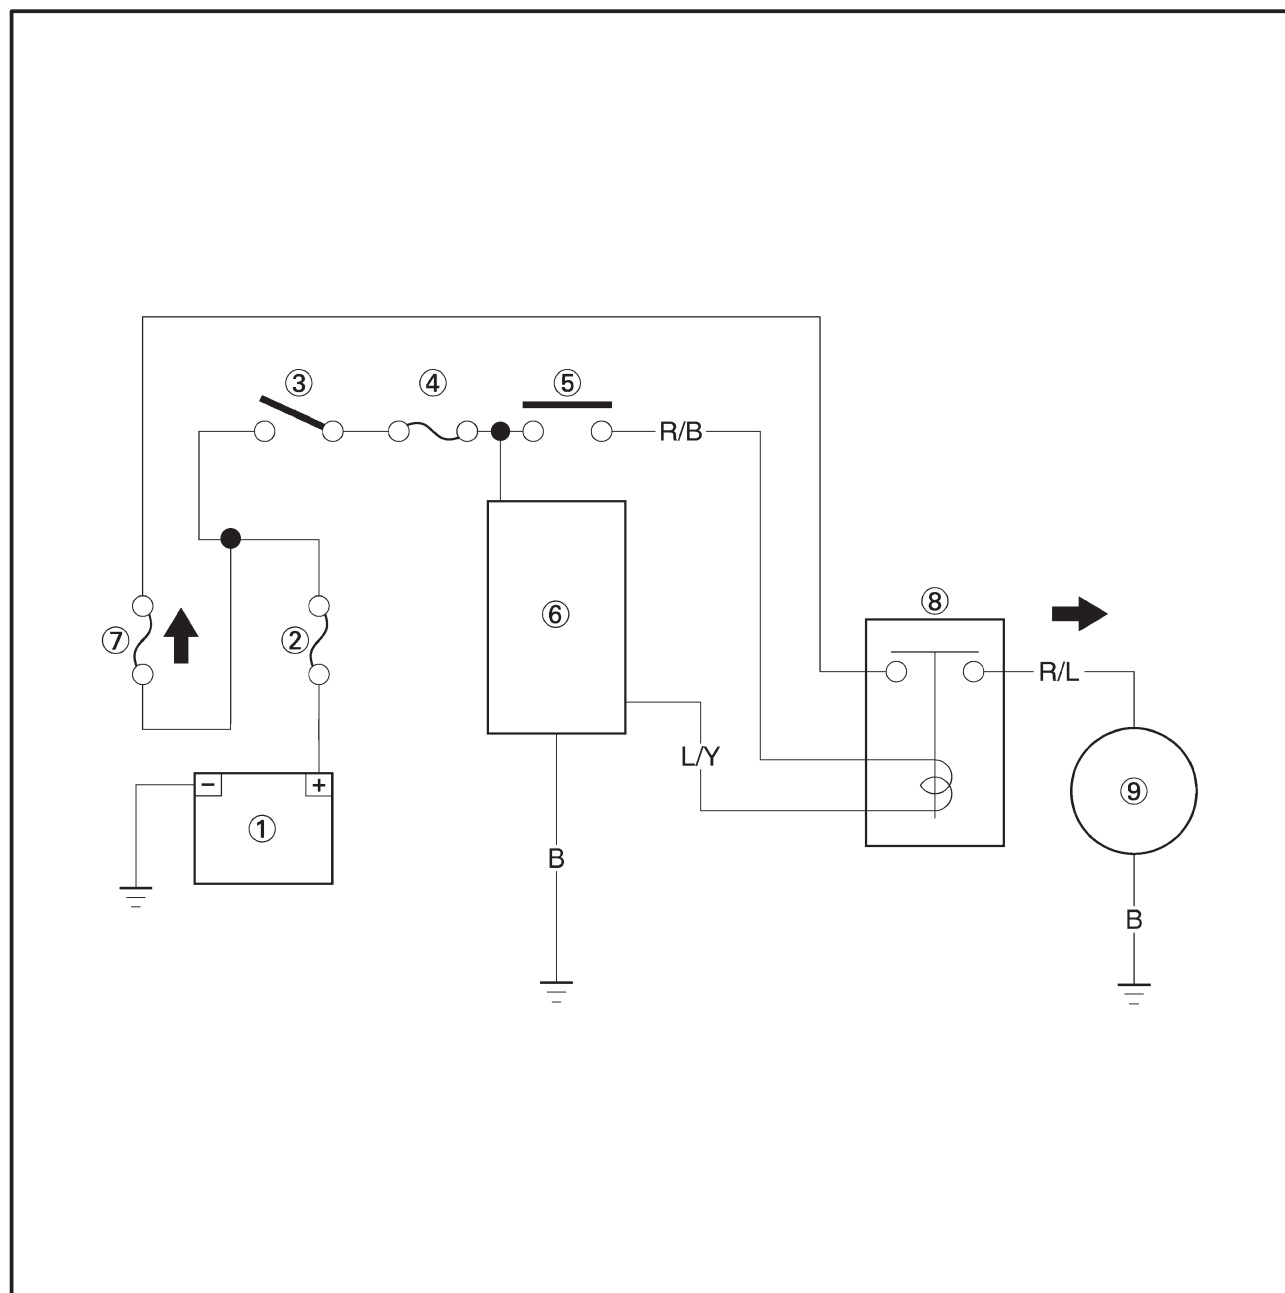 ③ ④ ⑤
R/B
⑧
⑥
⑦ ②
R/L
L/Y
− +
⑨
①
B
B